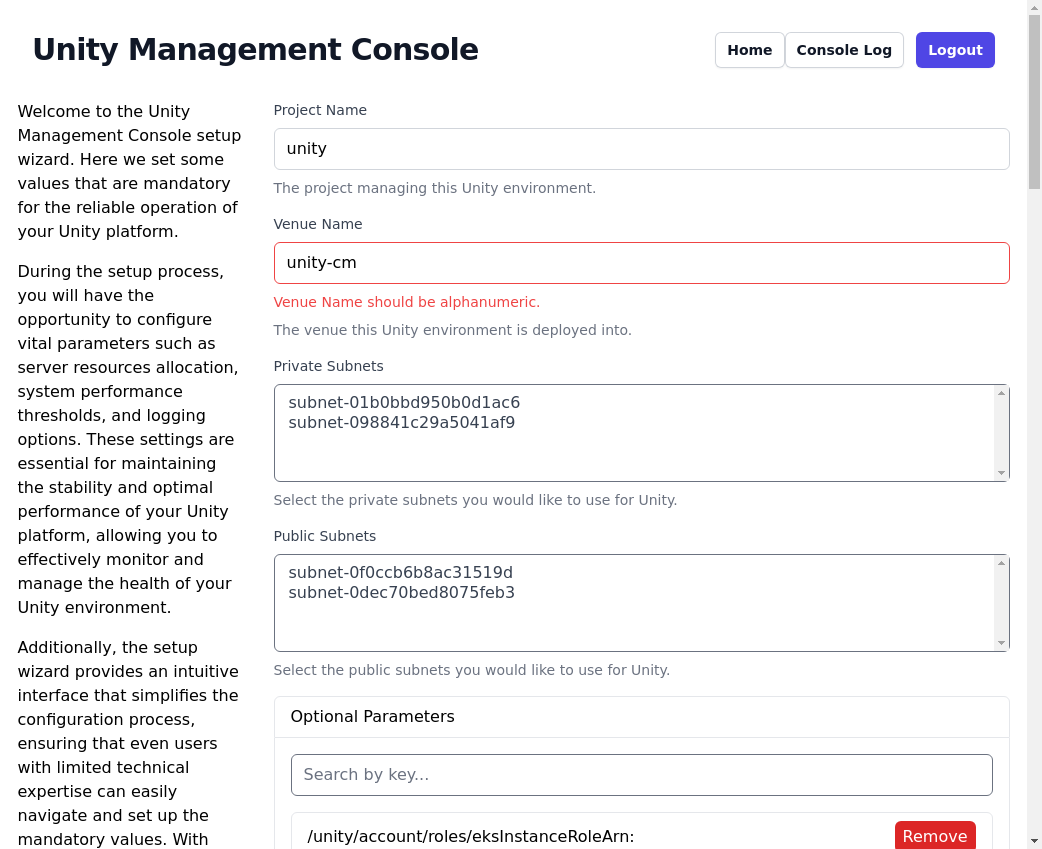 Unity Management Console
Home
Console Log
Logout
Welcome to the Unity
Management Console setup
wizard. Here we set some
values that are mandatory
for the reliable operation of
your Unity platform.
During the setup process,
you will have the
opportunity to configure
vital parameters such as
server resources allocation,
system performance
thresholds, and logging
options. These settings are
essential for maintaining
the stability and optimal
performance of your Unity
platform, allowing you to
effectively monitor and
manage the health of your
Unity environment.
Additionally, the setup
wizard provides an intuitive
interface that simplifies the
configuration process,
ensuring that even users
with limited technical
expertise can easily
navigate and set up the
mandatory values. With
Project Name
unity
The project managing this Unity environment.
Venue Name
unity-cm
Venue Name should be alphanumeric.
The venue this Unity environment is deployed into.
Private Subnets
subnet-01b0bbd950b0d1ac6
subnet-098841c29a5041af9
Select the private subnets you would like to use for Unity.
Public Subnets
subnet-0f0ccb6b8ac31519d
subnet-0dec70bed8075feb3
Select the public subnets you would like to use for Unity.
Optional Parameters
Search by key...
/unity/account/roles/eksInstanceRoleArn:
Remove